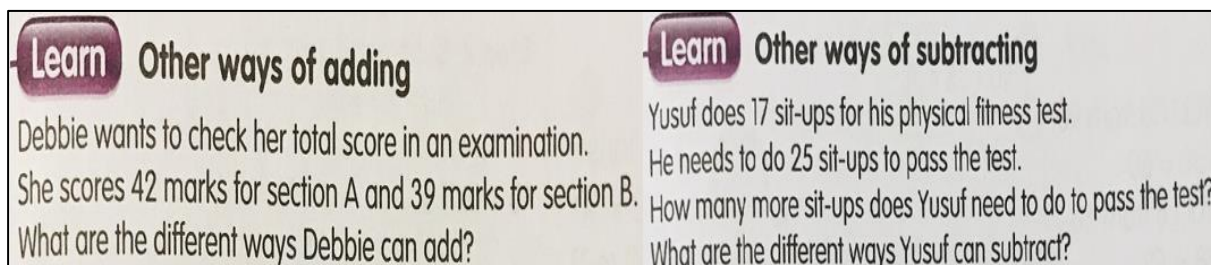 Learn Other ways of adding
Debbie wants to check her total score in an examination.
She scores 42 marks for section A and 39 marks for section B.
What are the different ways Debbie can add?
Learn Other ways of subtracting
Yusuf does 17 sit-ups for his physical fitness test.
He needs to do 25 sit-ups to pass the test.
How many more sit-ups does Yusuf need to do to pass the test?
What are the different ways Yusuf can subtract?